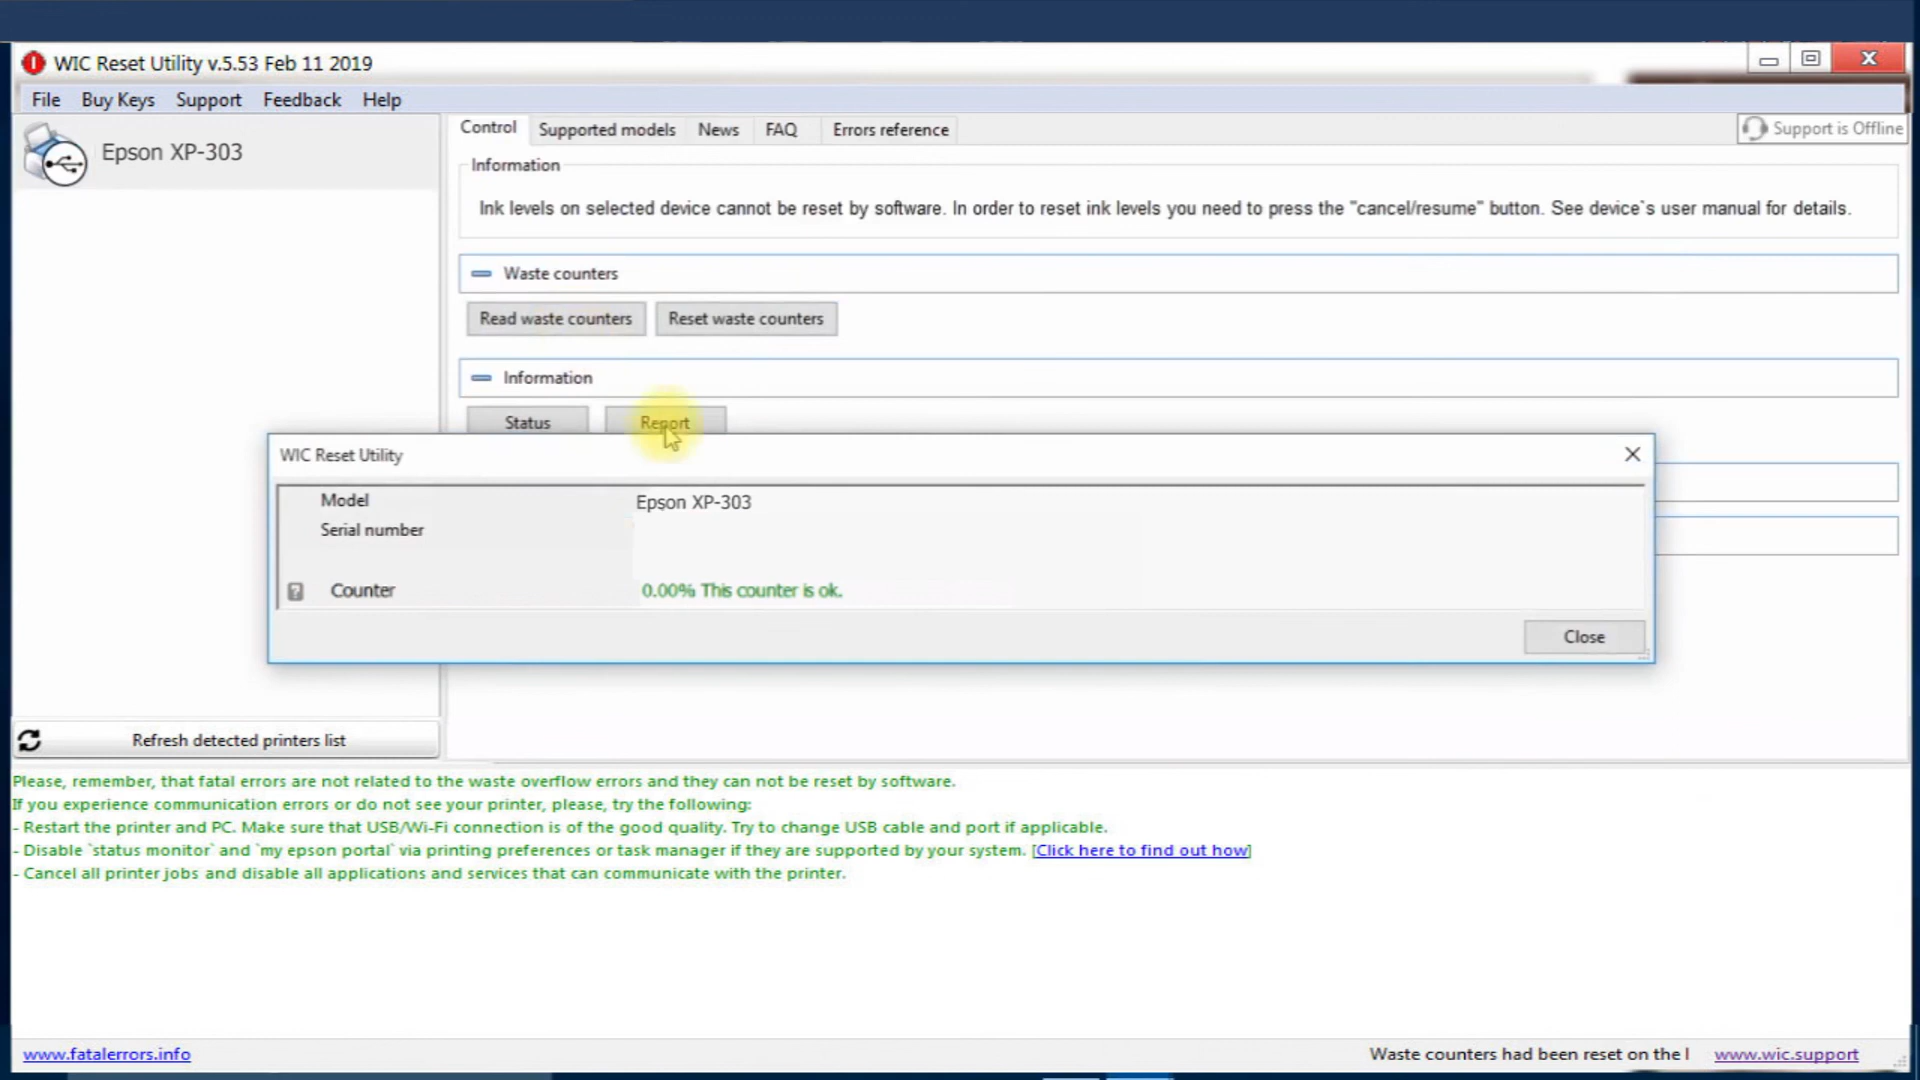 WIC Reset Utility v.5.53 Feb 11 2019
File Buy Keys Support Feedback Help
Epson XP-303
Control Supported models News FAQ Errors reference
Support is Offline
Information
Ink levels on selected device cannot be reset by software. In order to reset ink levels you need to press the "cancel/resume" button. See device`s user manual for details.
Waste counters
Read waste counters Reset waste counters
Information
Status Report
WIC Reset Utility
Model Epson XP-303
Serial number
Counter 0.00% This counter is ok.
Close
Refresh detected printers list
Please, remember, that fatal errors are not related to the waste overflow errors and they can not be reset by software.
If you experience communication errors or do not see your printer, please, try the following:
- Restart the printer and PC. Make sure that USB/Wi-Fi connection is of the good quality. Try to change USB cable and port if applicable.
- Disable `status monitor` and `my epson portal` via printing preferences or task manager if they are supported by your system. [Click here to find out how]
- Cancel all printer jobs and disable all applications and services that can communicate with the printer.
www.fatalerrors.info
Waste counters had been reset on the l www.wic.support